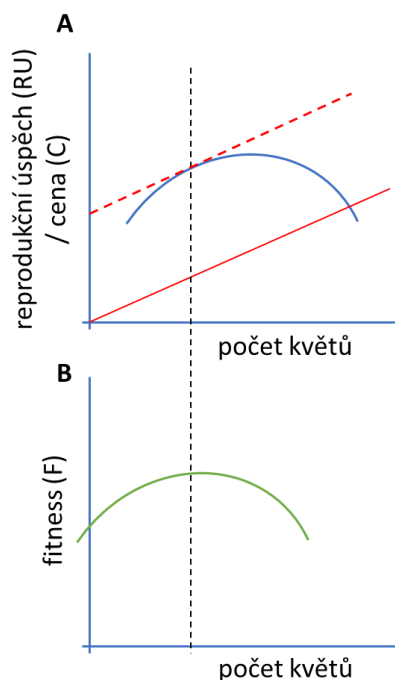 A
reprodukční úspěch (RU)
/ cena (C)
počet květů
B
fitness (F)
počet květů